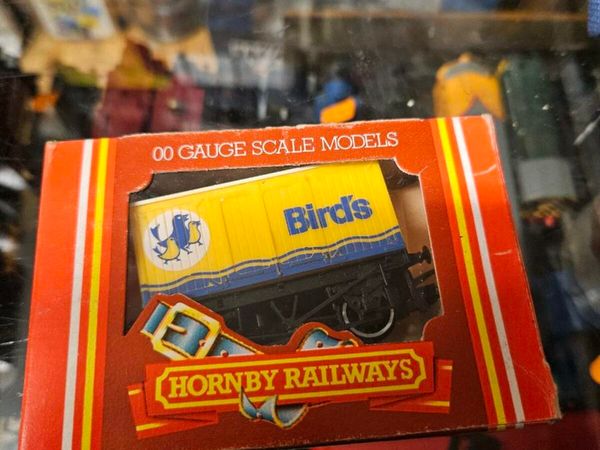 00 GAUGE SCALE MODELS
Bird's
HORNBY RAILWAYS